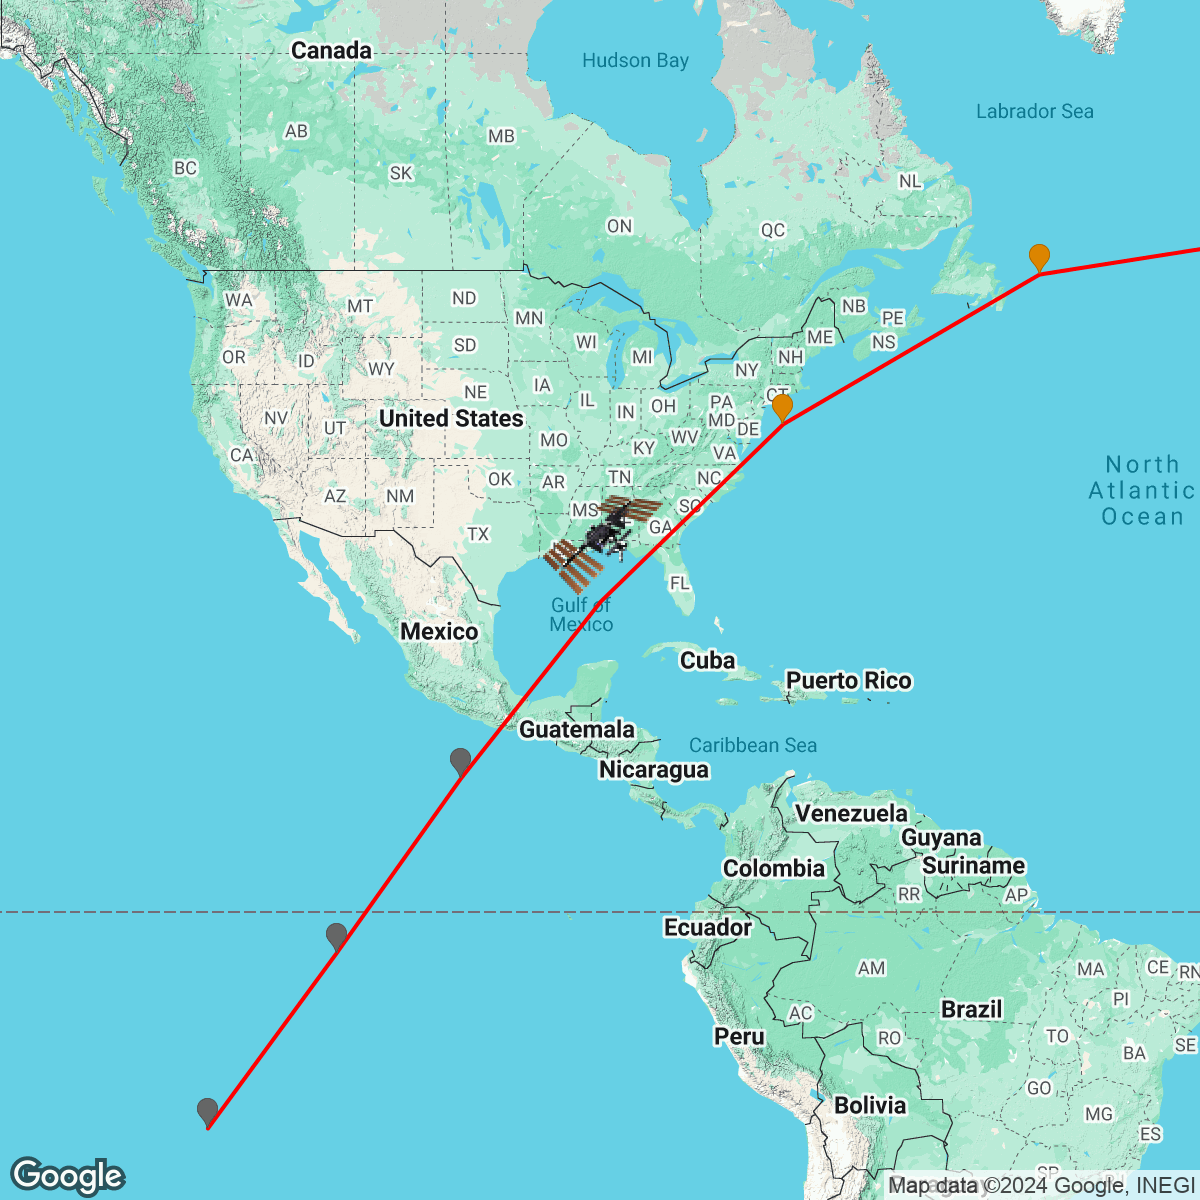 Canada
Hudson Bay
Labrador Sea
AB
MB
BC
SK
NL
ON
QC
WA
MT
ND
MN
NB
PE
OR
ID
SD
WI
MI
ME
NS
WY
NY
NH
NV
UT
NE
IA
IL
IN
OH
PA
CT
United States
MD
DE
CA
MO
KY
WV
VA
North
Atlantic
Ocean
AZ
NM
OK
AR
TN
NC
TX
MS
SC
GA
FL
Gulf of
Mexico
Mexico
Cuba
Puerto Rico
Guatemala
Caribbean Sea
Nicaragua
Venezuela
Guyana
Colombia
Suriname
RR
AP
Ecuador
AM
MA
CE
RN
PI
AC
Brazil
Peru
RO
TO
BA
SE
GO
Bolivia
MG
ES
SP
Google
Map data ©2024 Google, INEGI